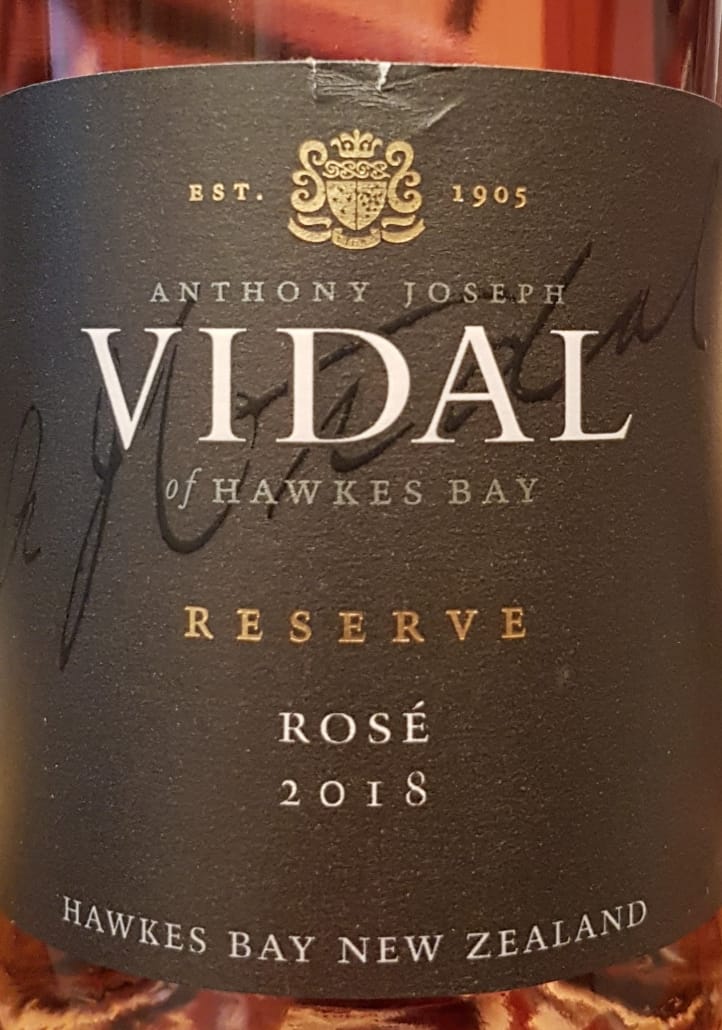 EST. 1905
ANTHONY JOSEPH
VIDAL
of HAWKES BAY
RESERVE
ROSÉ
2018
HAWKES BAY NEW ZEALAND